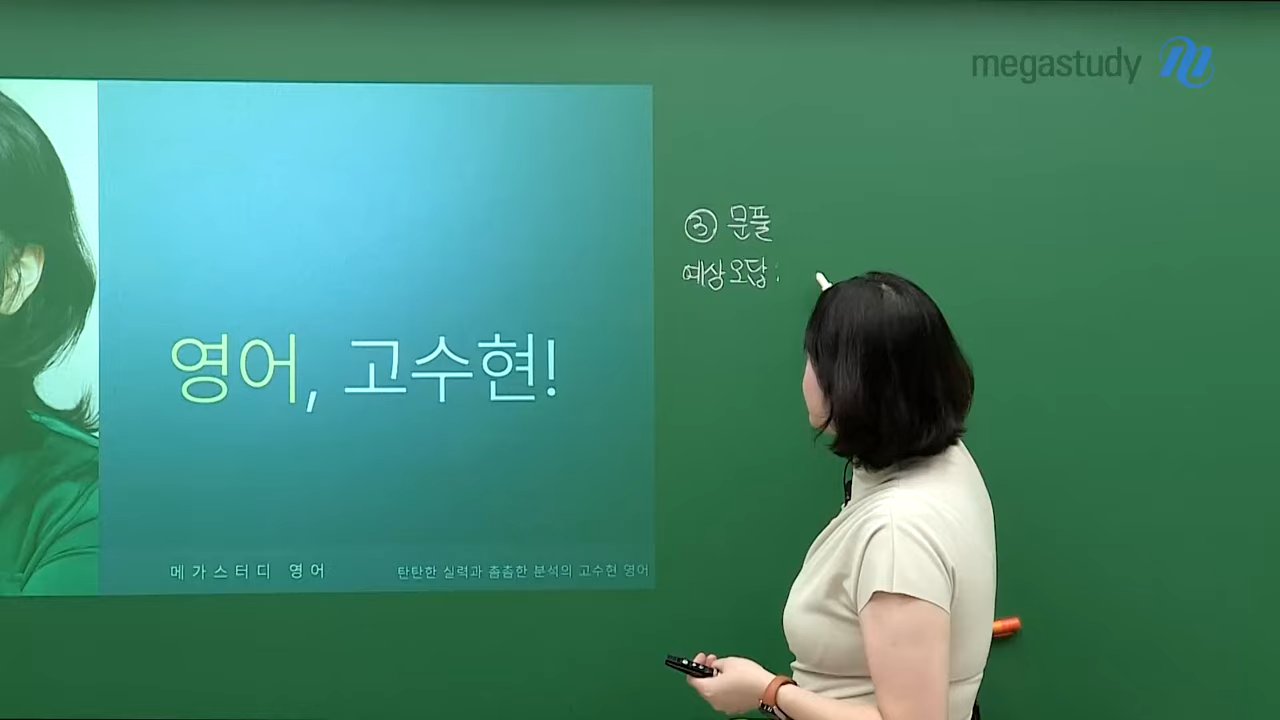 megastudy
③ 문풀
예상오답:
영어, 고수현!
메가스터디 영어
탄탄한 실력과 촘촘한 분석의 고수현 영어